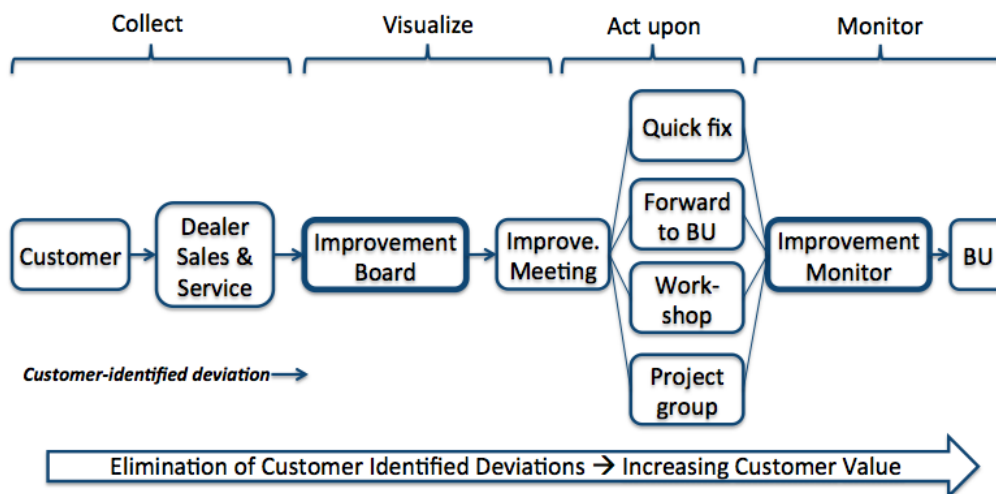 Collect
Visualize
Act upon
Monitor
Customer
Dealer
Sales &
Service
Improvement
Board
Improve.
Meeting
Quick fix
Forward
to BU
Work-
shop
Project
group
Improvement
Monitor
BU
Customer-identified deviation
Elimination of Customer Identified Deviations → Increasing Customer Value